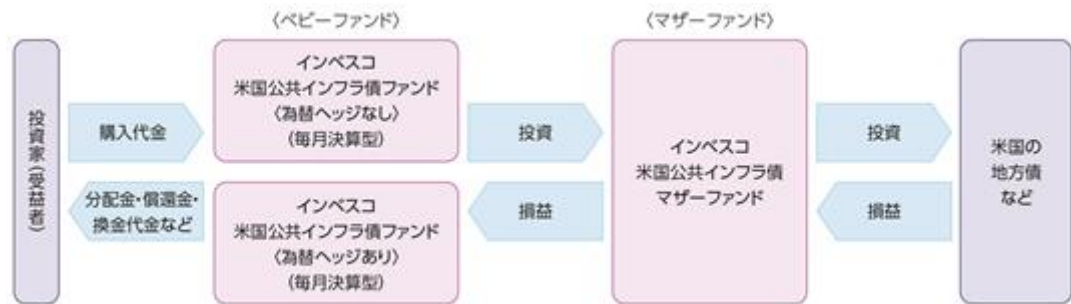 〈ベビーファンド〉
〈マザーファンド〉
投資家(受益者)
購入代金
分配金・償還金・
換金代金など
インベスコ
米国公共インフラ債ファンド
〈為替ヘッジなし〉
(毎月決算型)
インベスコ
米国公共インフラ債ファンド
〈為替ヘッジあり〉
(毎月決算型)
投資
損益
インベスコ
米国公共インフラ債
マザーファンド
投資
損益
米国の
地方債
など